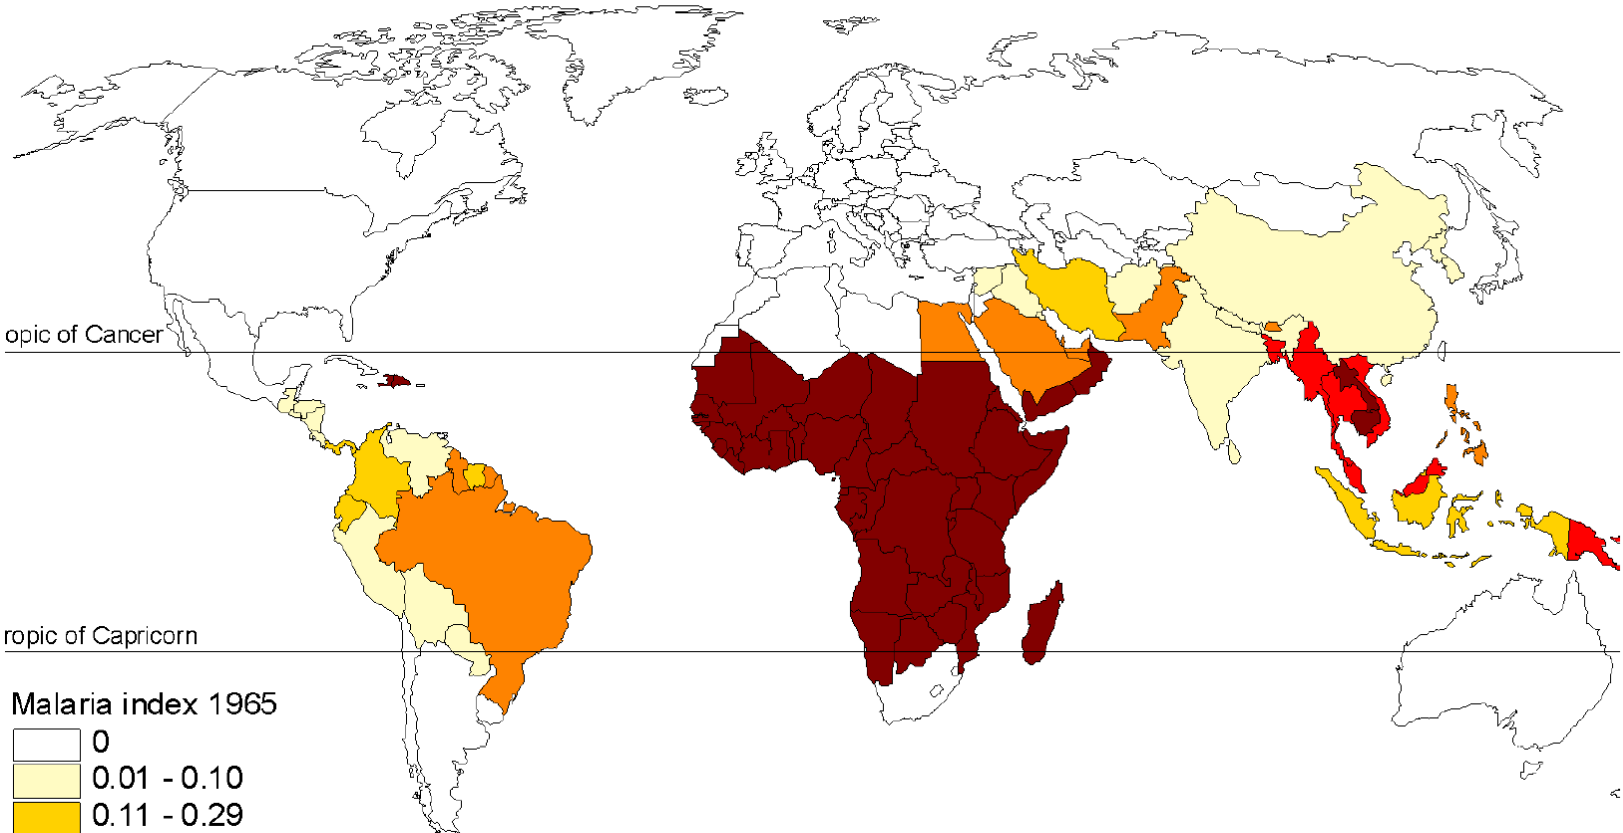 opic of Cancer
ropic of Capricorn
Malaria index 1965
0
0.01 - 0.10
0.11 - 0.29